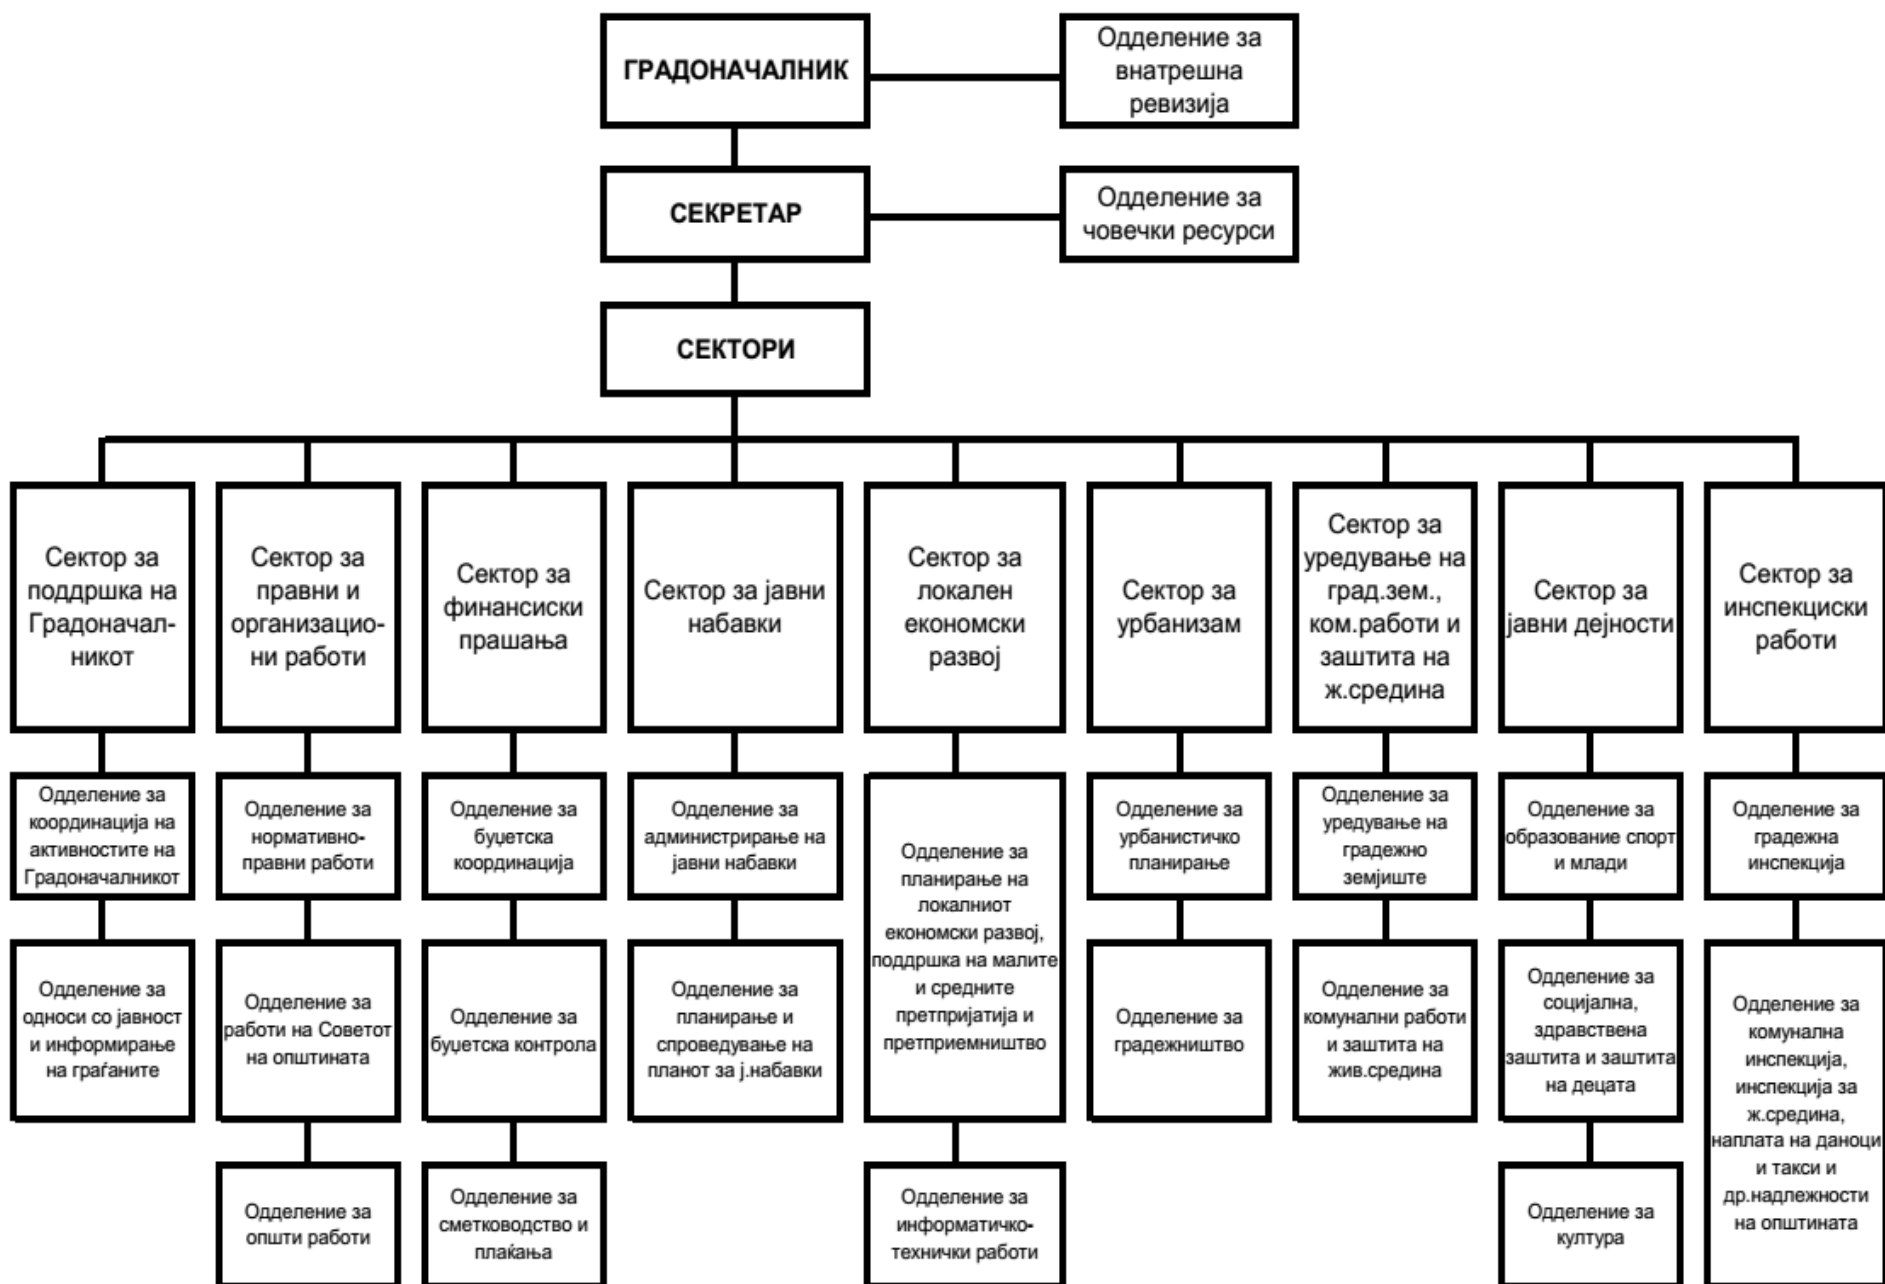 ГРАДОНАЧАЛНИК
Одделение за
внатрешна
ревизија
СЕКРЕТАР
Одделение за
човечки ресурси
СЕКТОРИ
Сектор за
поддршка на
Градоначал-
никот
Сектор за
правни и
организацио-
ни работи
Сектор за
финансиски
прашања
Сектор за јавни
набавки
Сектор за
локален
економски
развој
Сектор за
урбанизам
Сектор за
уредување на
град.зем.,
ком.работи и
заштита на
ж.средина
Сектор за
јавни дејности
Сектор за
инспекциски
работи
Одделение за
координација на
активностите на
Градоначалникот
Одделение за
нормативно-
правни работи
Одделение за
буџетска
координација
Одделение за
администрирање на
јавни набавки
Одделение за
планирање на
локалниот
економски развој,
поддршка на малите
и средните
претпријатија и
претприемништво
Одделение за
урбанистичко
планирање
Одделение за
уредување на
градежно
земјиште
Одделение за
образование спорт
и млади
Одделение за
градежна
инспекција
Одделение за
односи со јавност
и информирање
на граѓаните
Одделение за
работи на Советот
на општината
Одделение за
буџетска контрола
Одделение за
планирање и
спроведување на
планот за ј.набавки
Одделение за
градежништво
Одделение за
комунални работи
и заштита на
жив.средина
Одделение за
социјална,
здравствена
заштита и заштита
на децата
Одделение за
комунална
инспекција,
инспекција за
ж.средина,
наплата на даноци
и такси и
др.надлежности
на општината
Одделение за
општи работи
Одделение за
сметководство и
плаќања
Одделение за
информатичко-
технички работи
Одделение за
култура